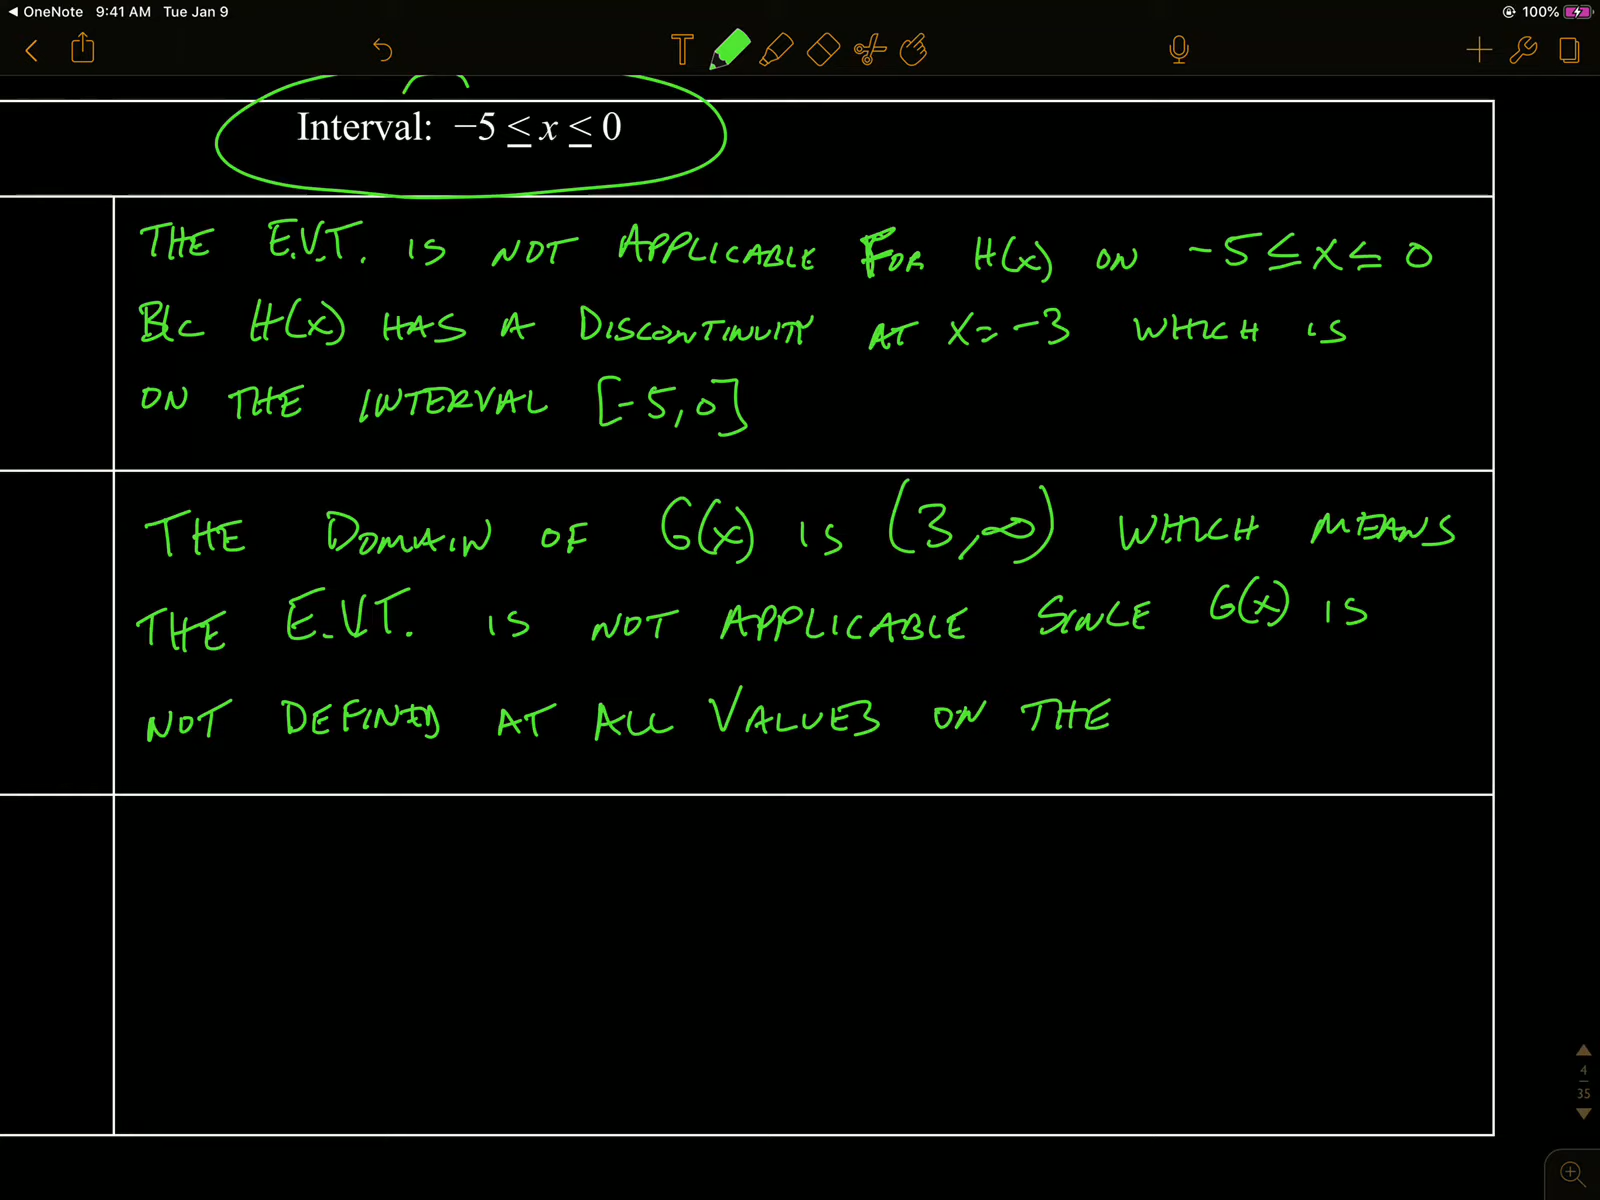 ◀ OneNote 9:41 AM Tue Jan 9 100%
Interval: −5 ≤ x ≤ 0
THE E.V.T. IS NOT APPLICABLE FOR H(x) ON -5 ≤ x ≤ 0
B/C H(x) HAS A DISCONTINUITY AT X = -3 WHICH IS
ON THE INTERVAL [-5, 0]
THE DOMAIN OF G(x) IS (3, ∞) WHICH MEANS
THE E.V.T. IS NOT APPLICABLE SINCE G(x) IS
NOT DEFINED AT ALL VALUES ON THE
4
35